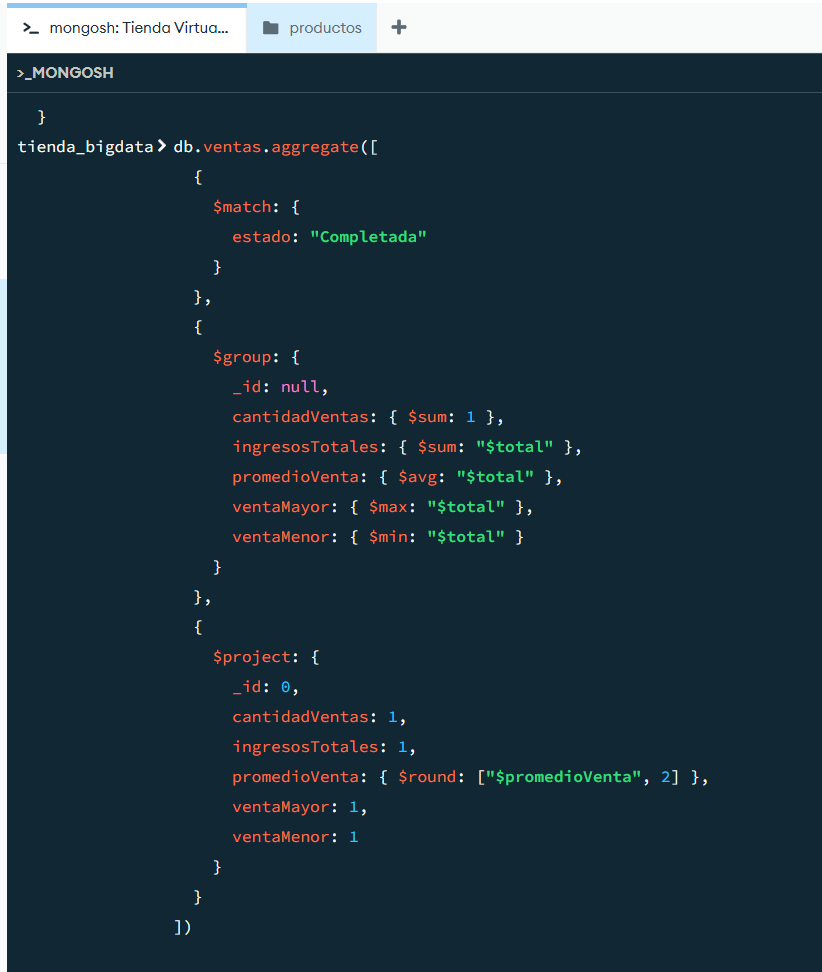 >_ mongosh: Tienda Virtua... productos +
>_MONGOSH
}
tienda_bigdata> db.ventas.aggregate([
{
$match: {
estado: "Completada"
}
},
{
$group: {
_id: null,
cantidadVentas: { $sum: 1 },
ingresosTotales: { $sum: "$total" },
promedioVenta: { $avg: "$total" },
ventaMayor: { $max: "$total" },
ventaMenor: { $min: "$total" }
}
},
{
$project: {
_id: 0,
cantidadVentas: 1,
ingresosTotales: 1,
promedioVenta: { $round: ["$promedioVenta", 2] },
ventaMayor: 1,
ventaMenor: 1
}
}
])